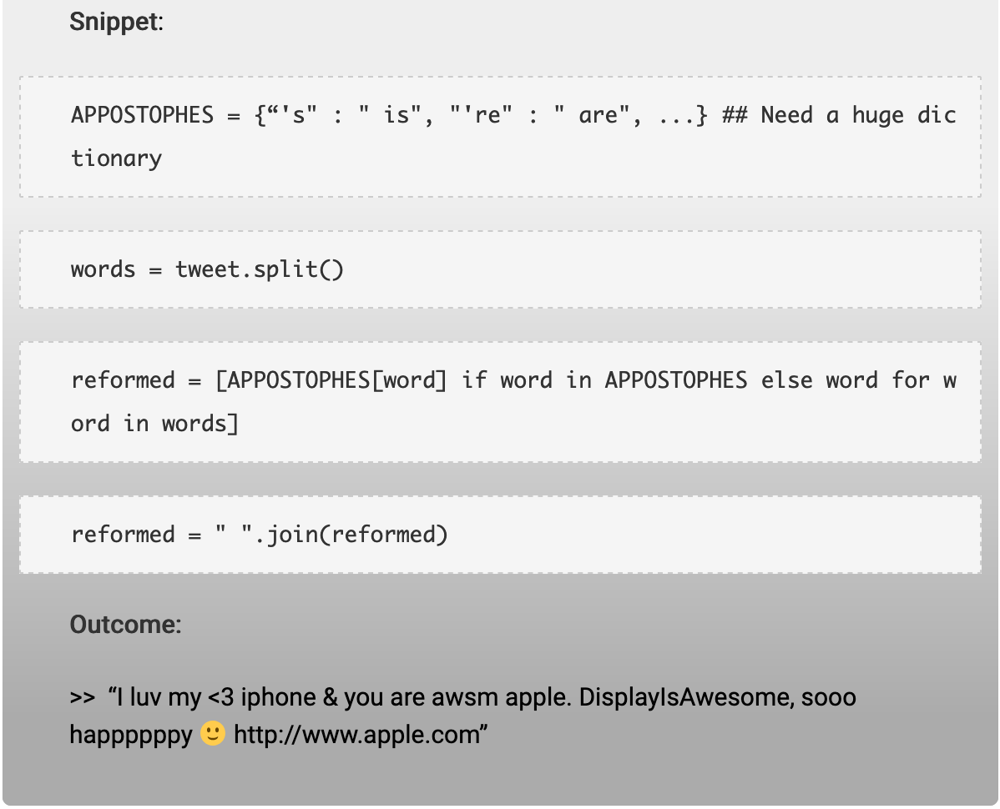 Snippet:
APPOSTOPHES = {“'s" : " is", "'re" : " are", ...} ## Need a huge dic
tionary
words = tweet.split()
reformed = [APPOSTOPHES[word] if word in APPOSTOPHES else word for w
ord in words]
reformed = " ".join(reformed)
Outcome:
>> “I luv my <3 iphone & you are awsm apple. DisplayIsAwesome, sooo
happppppy 🙂 http://www.apple.com”